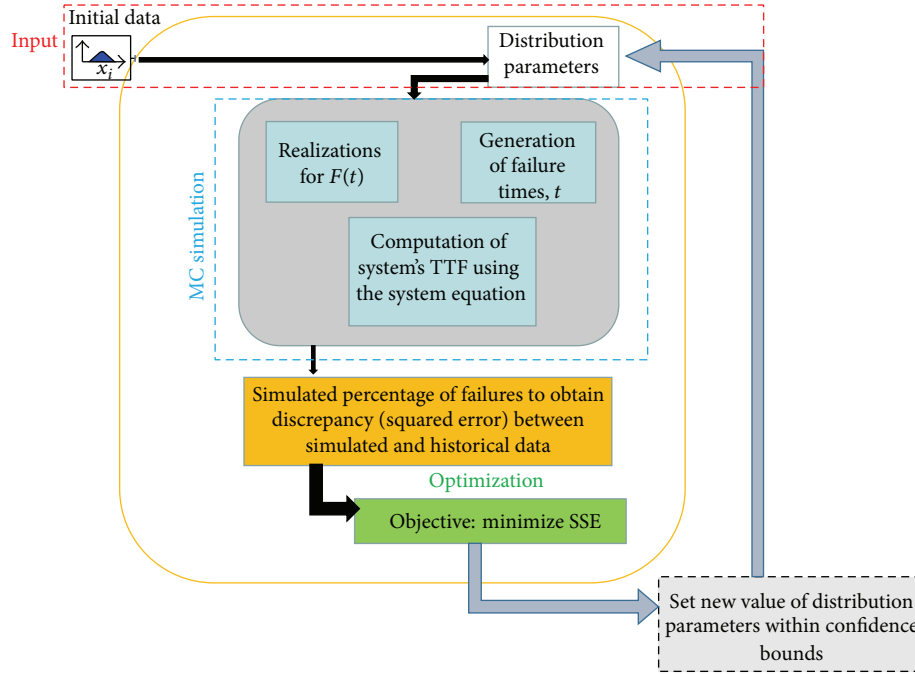 Initial data
Input
x_i
Distribution
parameters
MC simulation
Realizations
for F(t)
Generation
of failure
times, t
Computation of
system's TTF using
the system equation
Simulated percentage of failures to obtain
discrepancy (squared error) between
simulated and historical data
Optimization
Objective: minimize SSE
Set new value of distribution
parameters within confidence
bounds